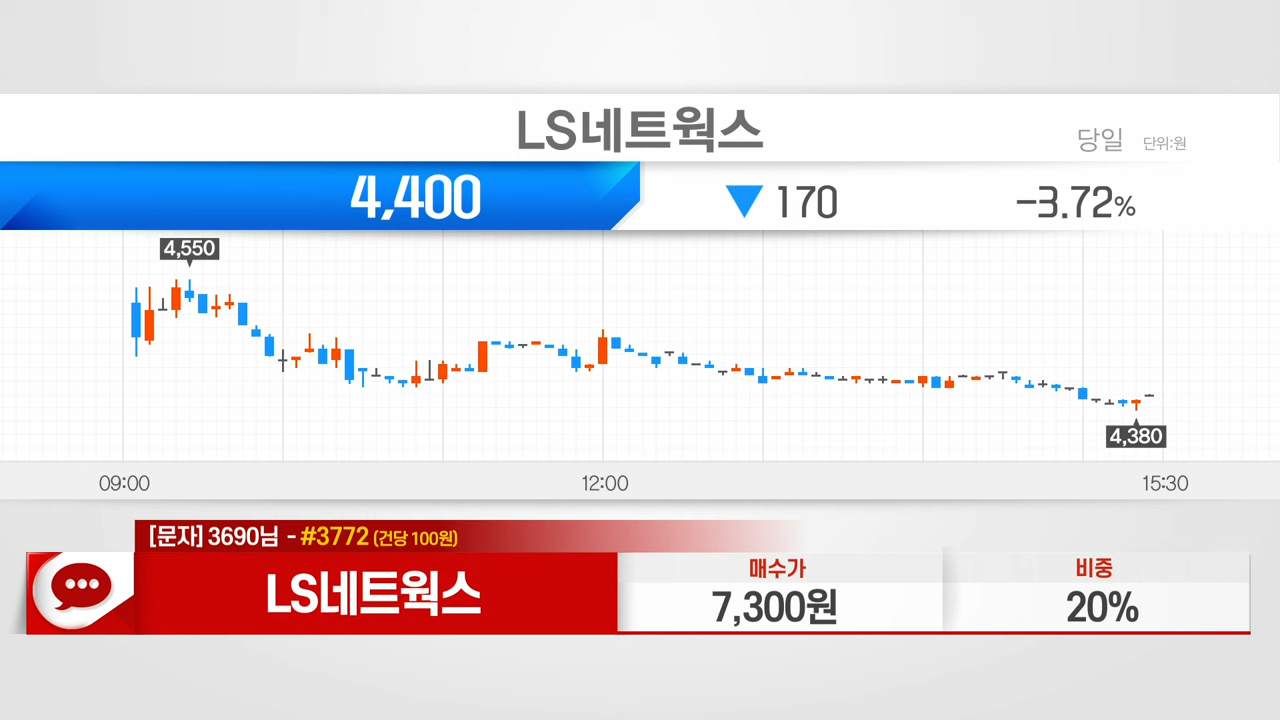 LS네트웍스
당일 단위:원
4,400 ▼ 170 -3.72%
4,550
4,380
09:00 12:00 15:30
[문자] 3690님 - #3772 (건당 100원)
LS네트웍스
매수가 비중
7,300원 20%